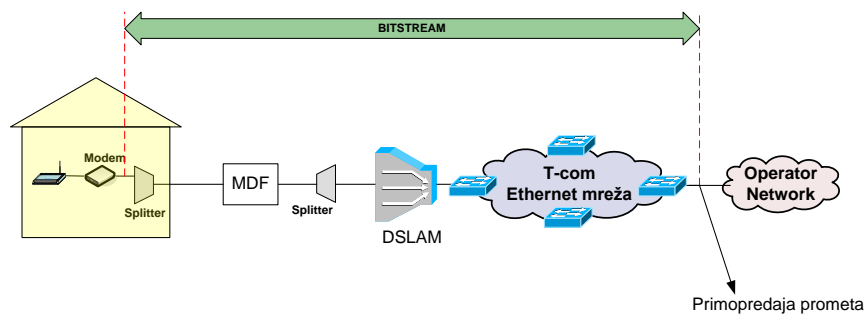 BITSTREAM
Modem
Splitter
MDF
Splitter
DSLAM
T-com
Ethernet mreža
Operator
Network
Primopredaja prometa